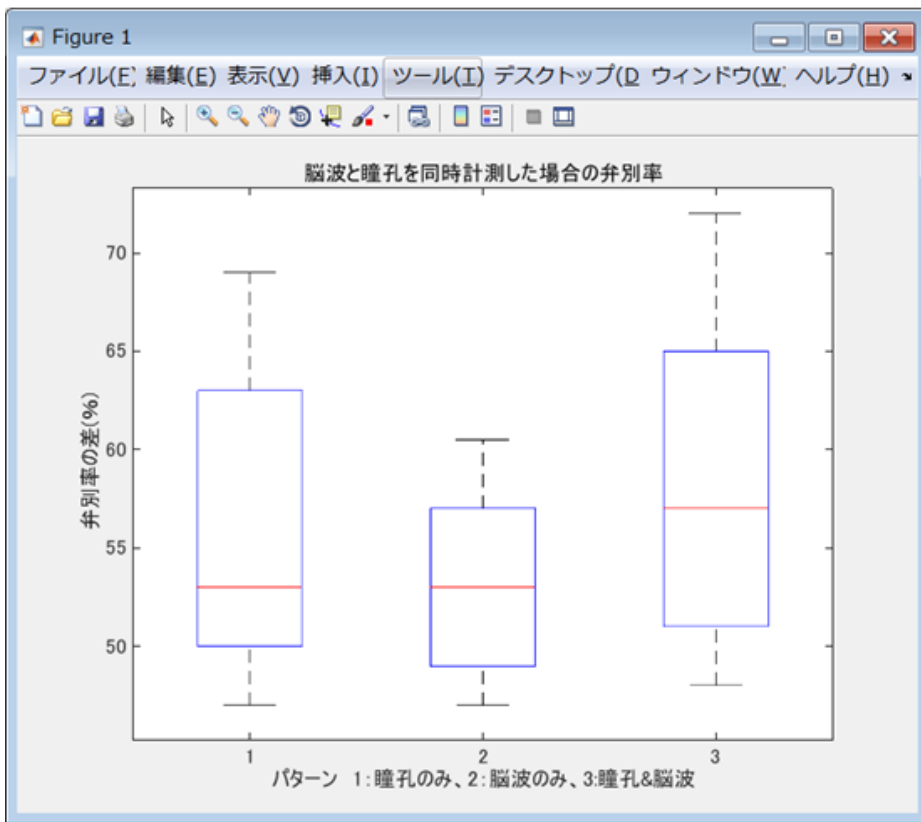 Figure 1
ファイル(F) 編集(E) 表示(V) 挿入(I) ツール(T) デスクトップ(D ウィンドウ(W) ヘルプ(H)
脳波と瞳孔を同時計測した場合の弁別率
弁別率の差(%)
70
65
60
55
50
1 2 3
パターン 1:瞳孔のみ、2:脳波のみ、3:瞳孔&脳波